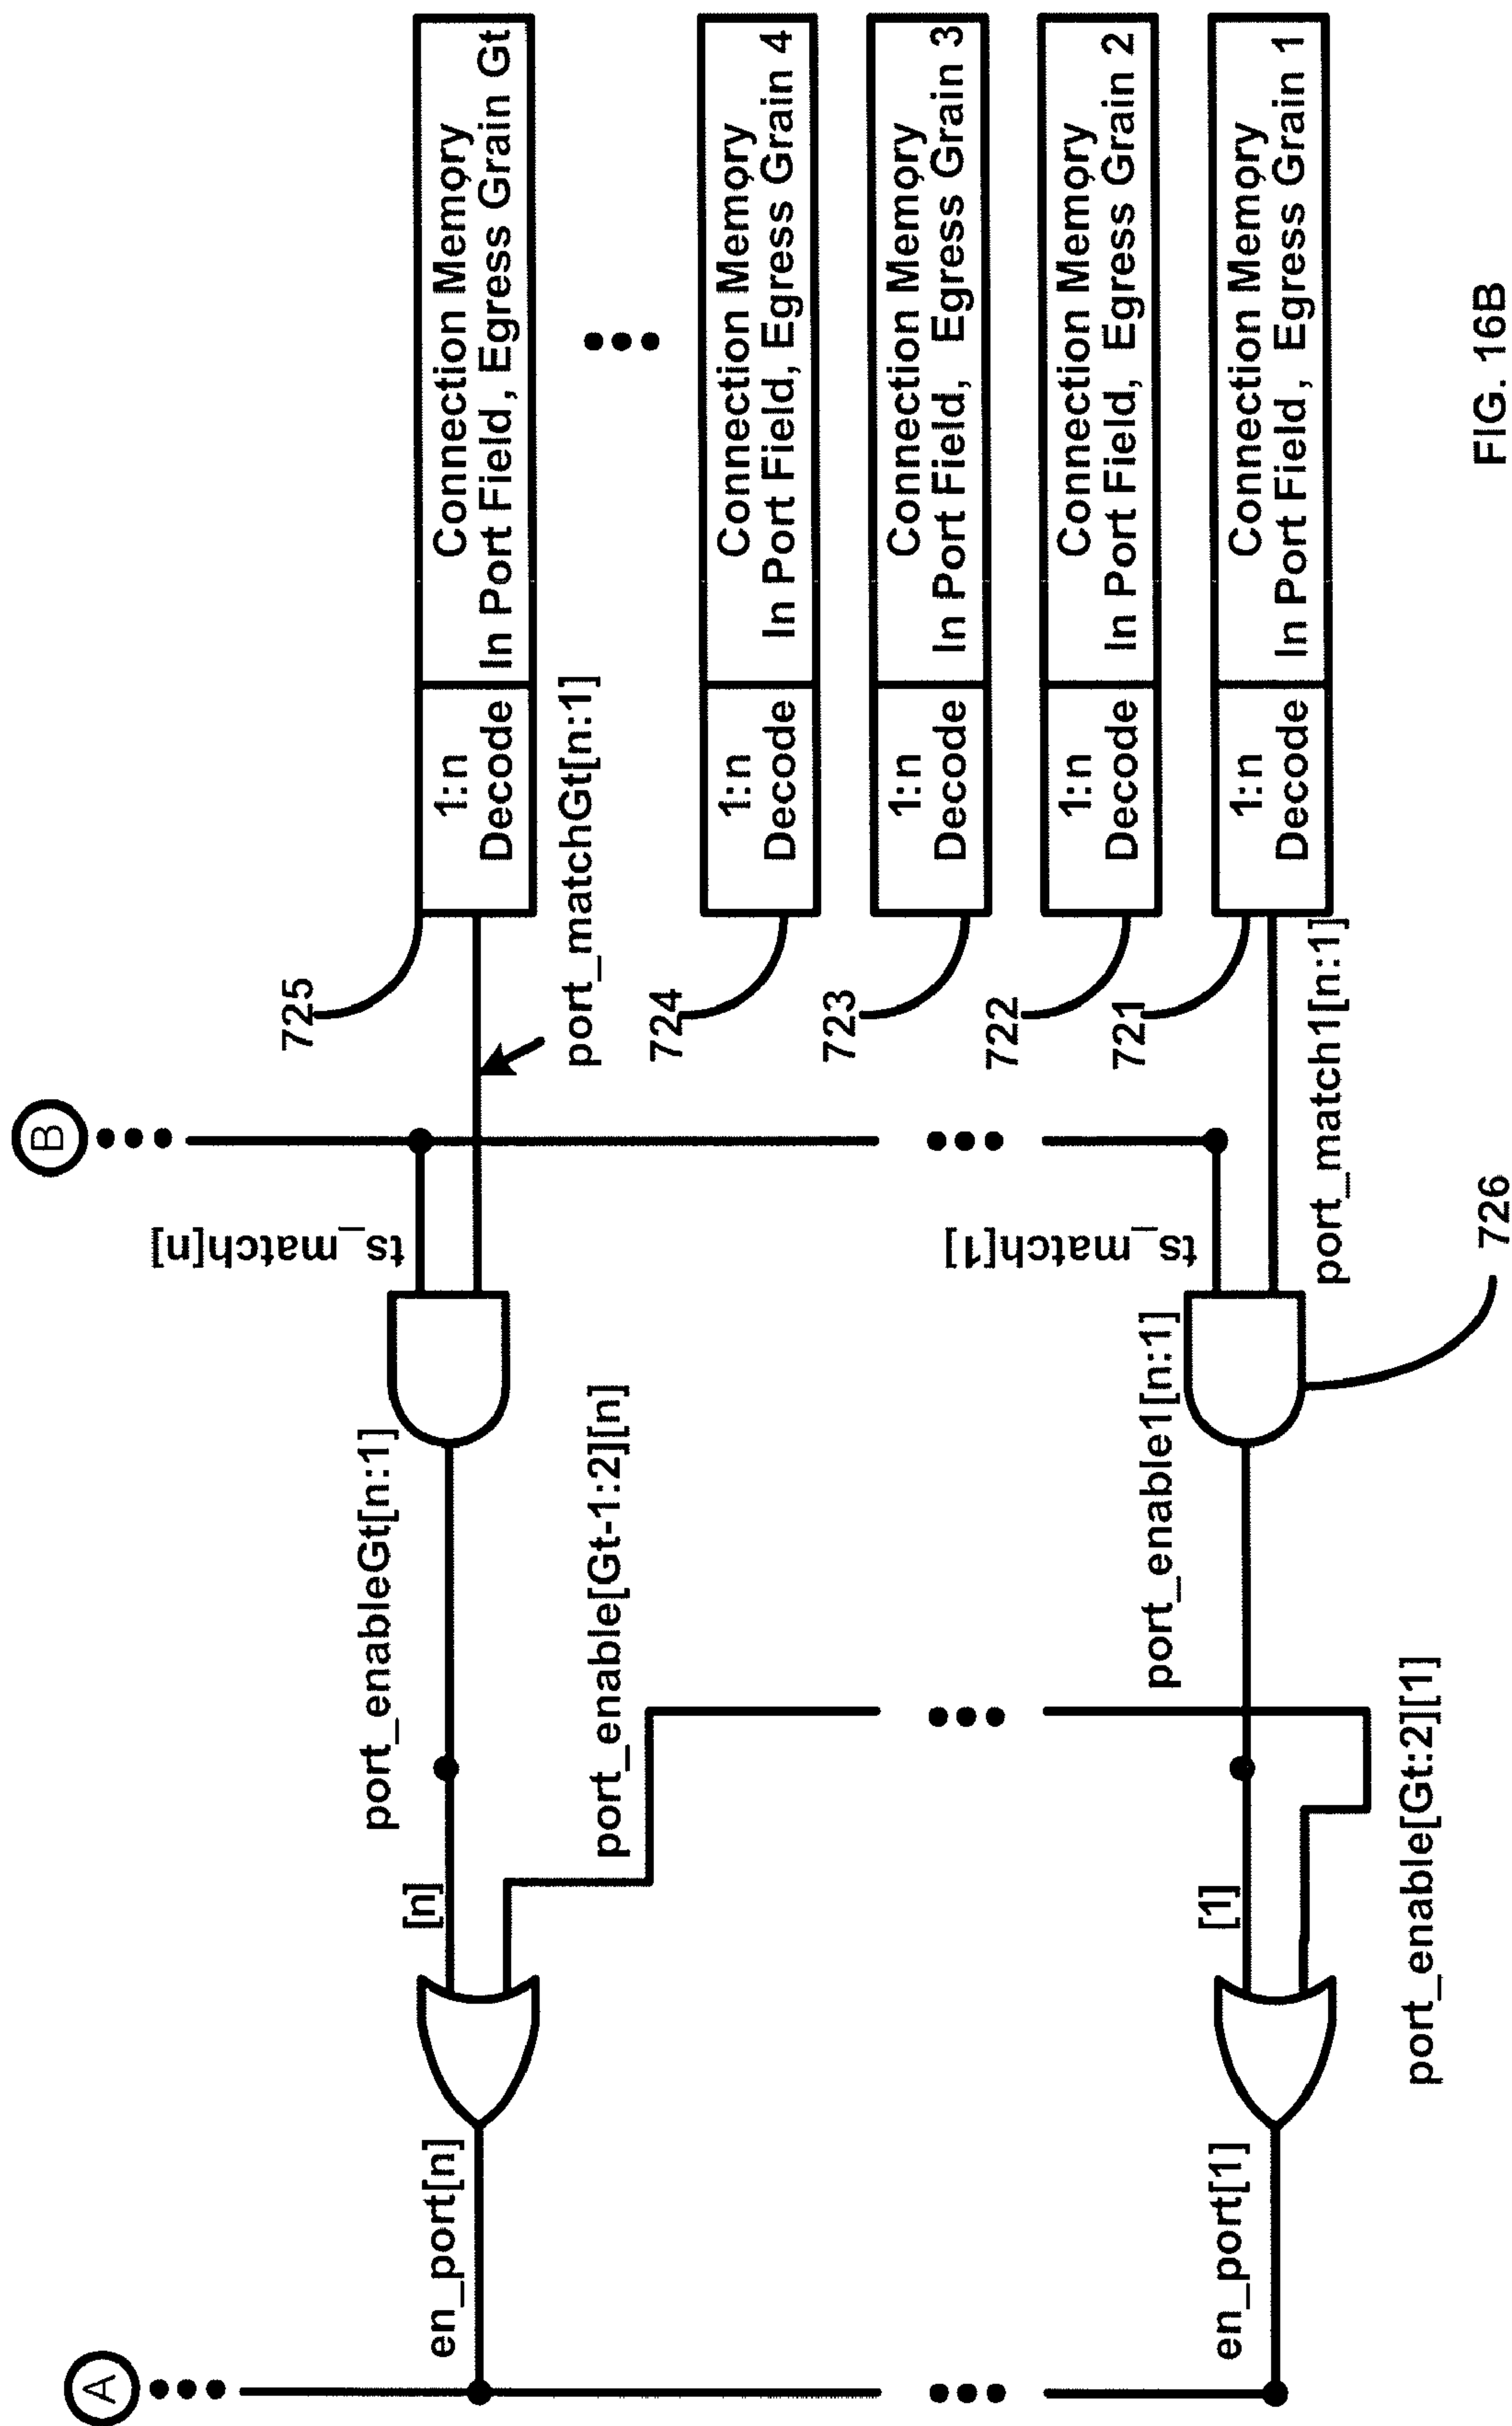 A
B
en_port[n]
[n]
port_enableGt[n:1]
port_enable[Gt-1:2][n]
ts_match[n]
725
port_matchGt[n:1]
1:n
Decode
Connection Memory
In Port Field, Egress Grain Gt
724
1:n
Decode
Connection Memory
In Port Field, Egress Grain 4
723
1:n
Decode
Connection Memory
In Port Field, Egress Grain 3
722
1:n
Decode
Connection Memory
In Port Field, Egress Grain 2
721
1:n
Decode
Connection Memory
In Port Field, Egress Grain 1
en_port[1]
[1]
port_enable1[n:1]
ts_match[1]
port_match1[n:1]
port_enable[Gt:2][1]
726
FIG. 16B